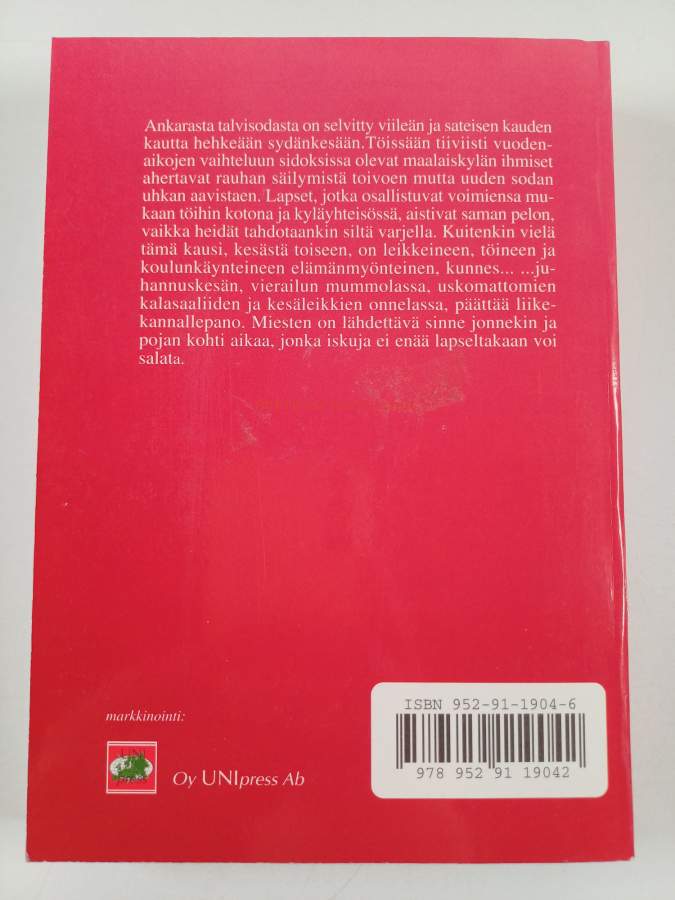 Ankarasta talvisodasta on selvitty viileän ja sateisen kauden
kautta hehkeään sydänkesään.Töissään tiiviisti vuoden-
aikojen vaihteluun sidoksissa olevat maalaiskylän ihmiset
ahertavat rauhan säilymistä toivoen mutta uuden sodan
uhkan aavistaen. Lapset, jotka osallistuvat voimiensa mu-
kaan töihin kotona ja kyläyhteisössä, aistivat saman pelon,
vaikka heidät tahdotaankin siltä varjella. Kuitenkin vielä
tämä kausi, kesästä toiseen, on leikkeineen, töineen ja
koulunkäynteineen elämänmyönteinen, kunnes... ...ju-
hannuskesän, vierailun mummolassa, uskomattomien
kalasaaliiden ja kesäleikkien onnelassa, päättää liike-
kannallepano. Miesten on lähdettävä sinne jonnekin ja
pojan kohti aikaa, jonka iskuja ei enää lapseltakaan voi
salata.
markkinointi:
UNI
Oy UNIpress Ab
ISBN 952-91-1904-6
978 952 91 19042